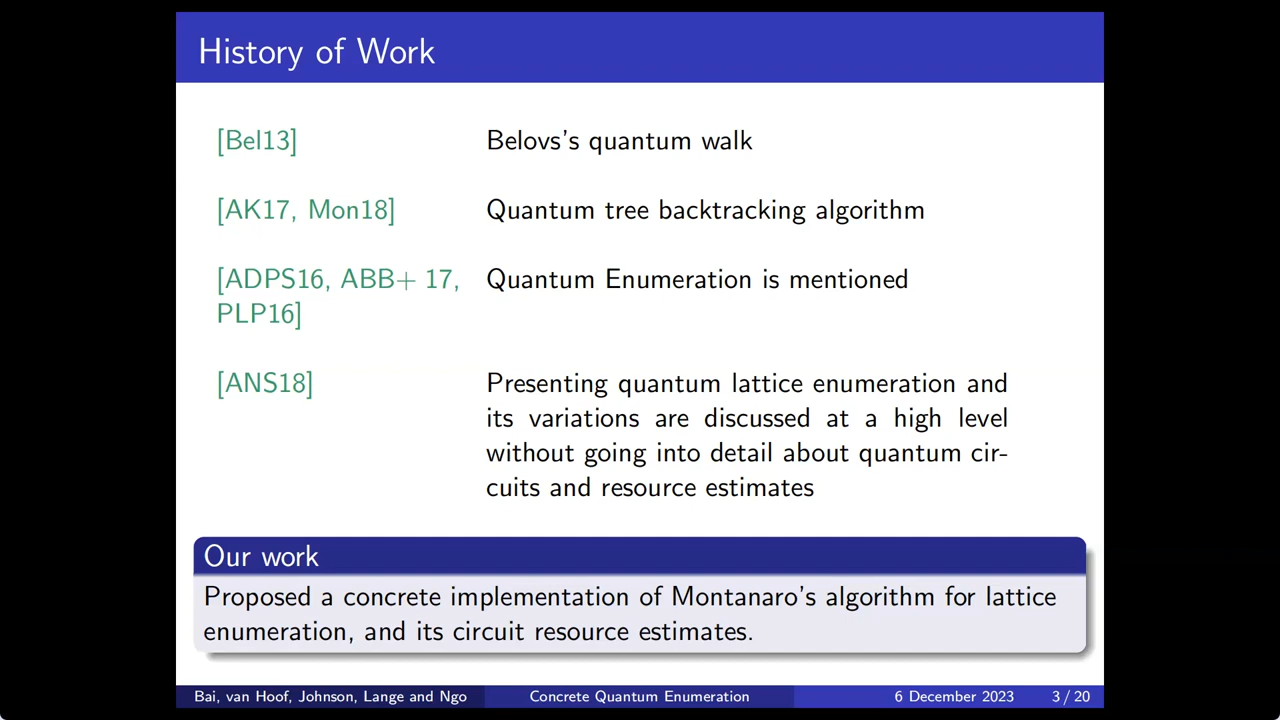 History of Work
[Bel13] Belovs's quantum walk
[AK17, Mon18] Quantum tree backtracking algorithm
[ADPS16, ABB+ 17, Quantum Enumeration is mentioned
PLP16]
[ANS18] Presenting quantum lattice enumeration and
its variations are discussed at a high level
without going into detail about quantum cir-
cuits and resource estimates
Our work
Proposed a concrete implementation of Montanaro's algorithm for lattice
enumeration, and its circuit resource estimates.
Bai, van Hoof, Johnson, Lange and Ngo Concrete Quantum Enumeration 6 December 2023 3 / 20